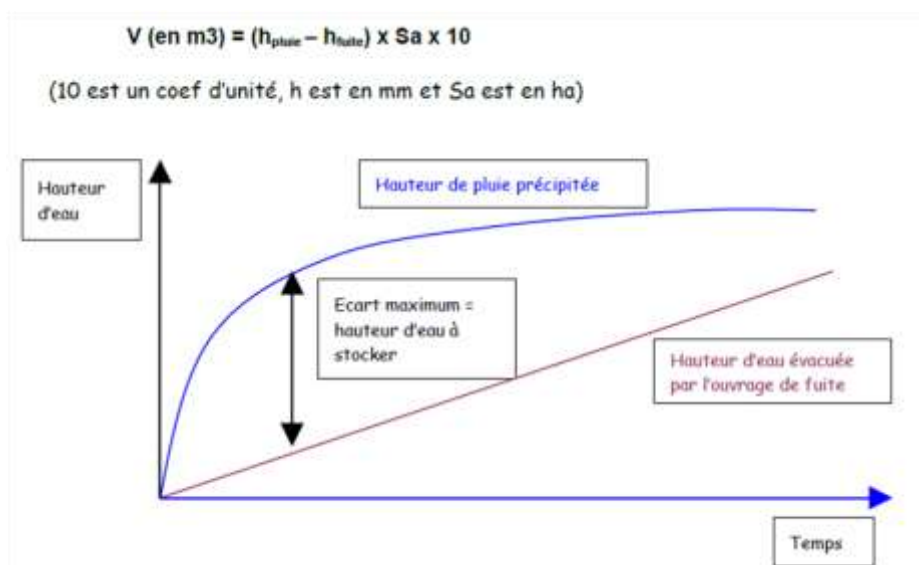 V (en m3) = (hpluie – hfuite) x Sa x 10
(10 est un coef d'unité, h est en mm et Sa est en ha)
Hauteur
d'eau
Hauteur de pluie précipitée
Ecart maximum =
hauteur d'eau à
stocker
Hauteur d'eau évacuée
par l'ouvrage de fuite
Temps